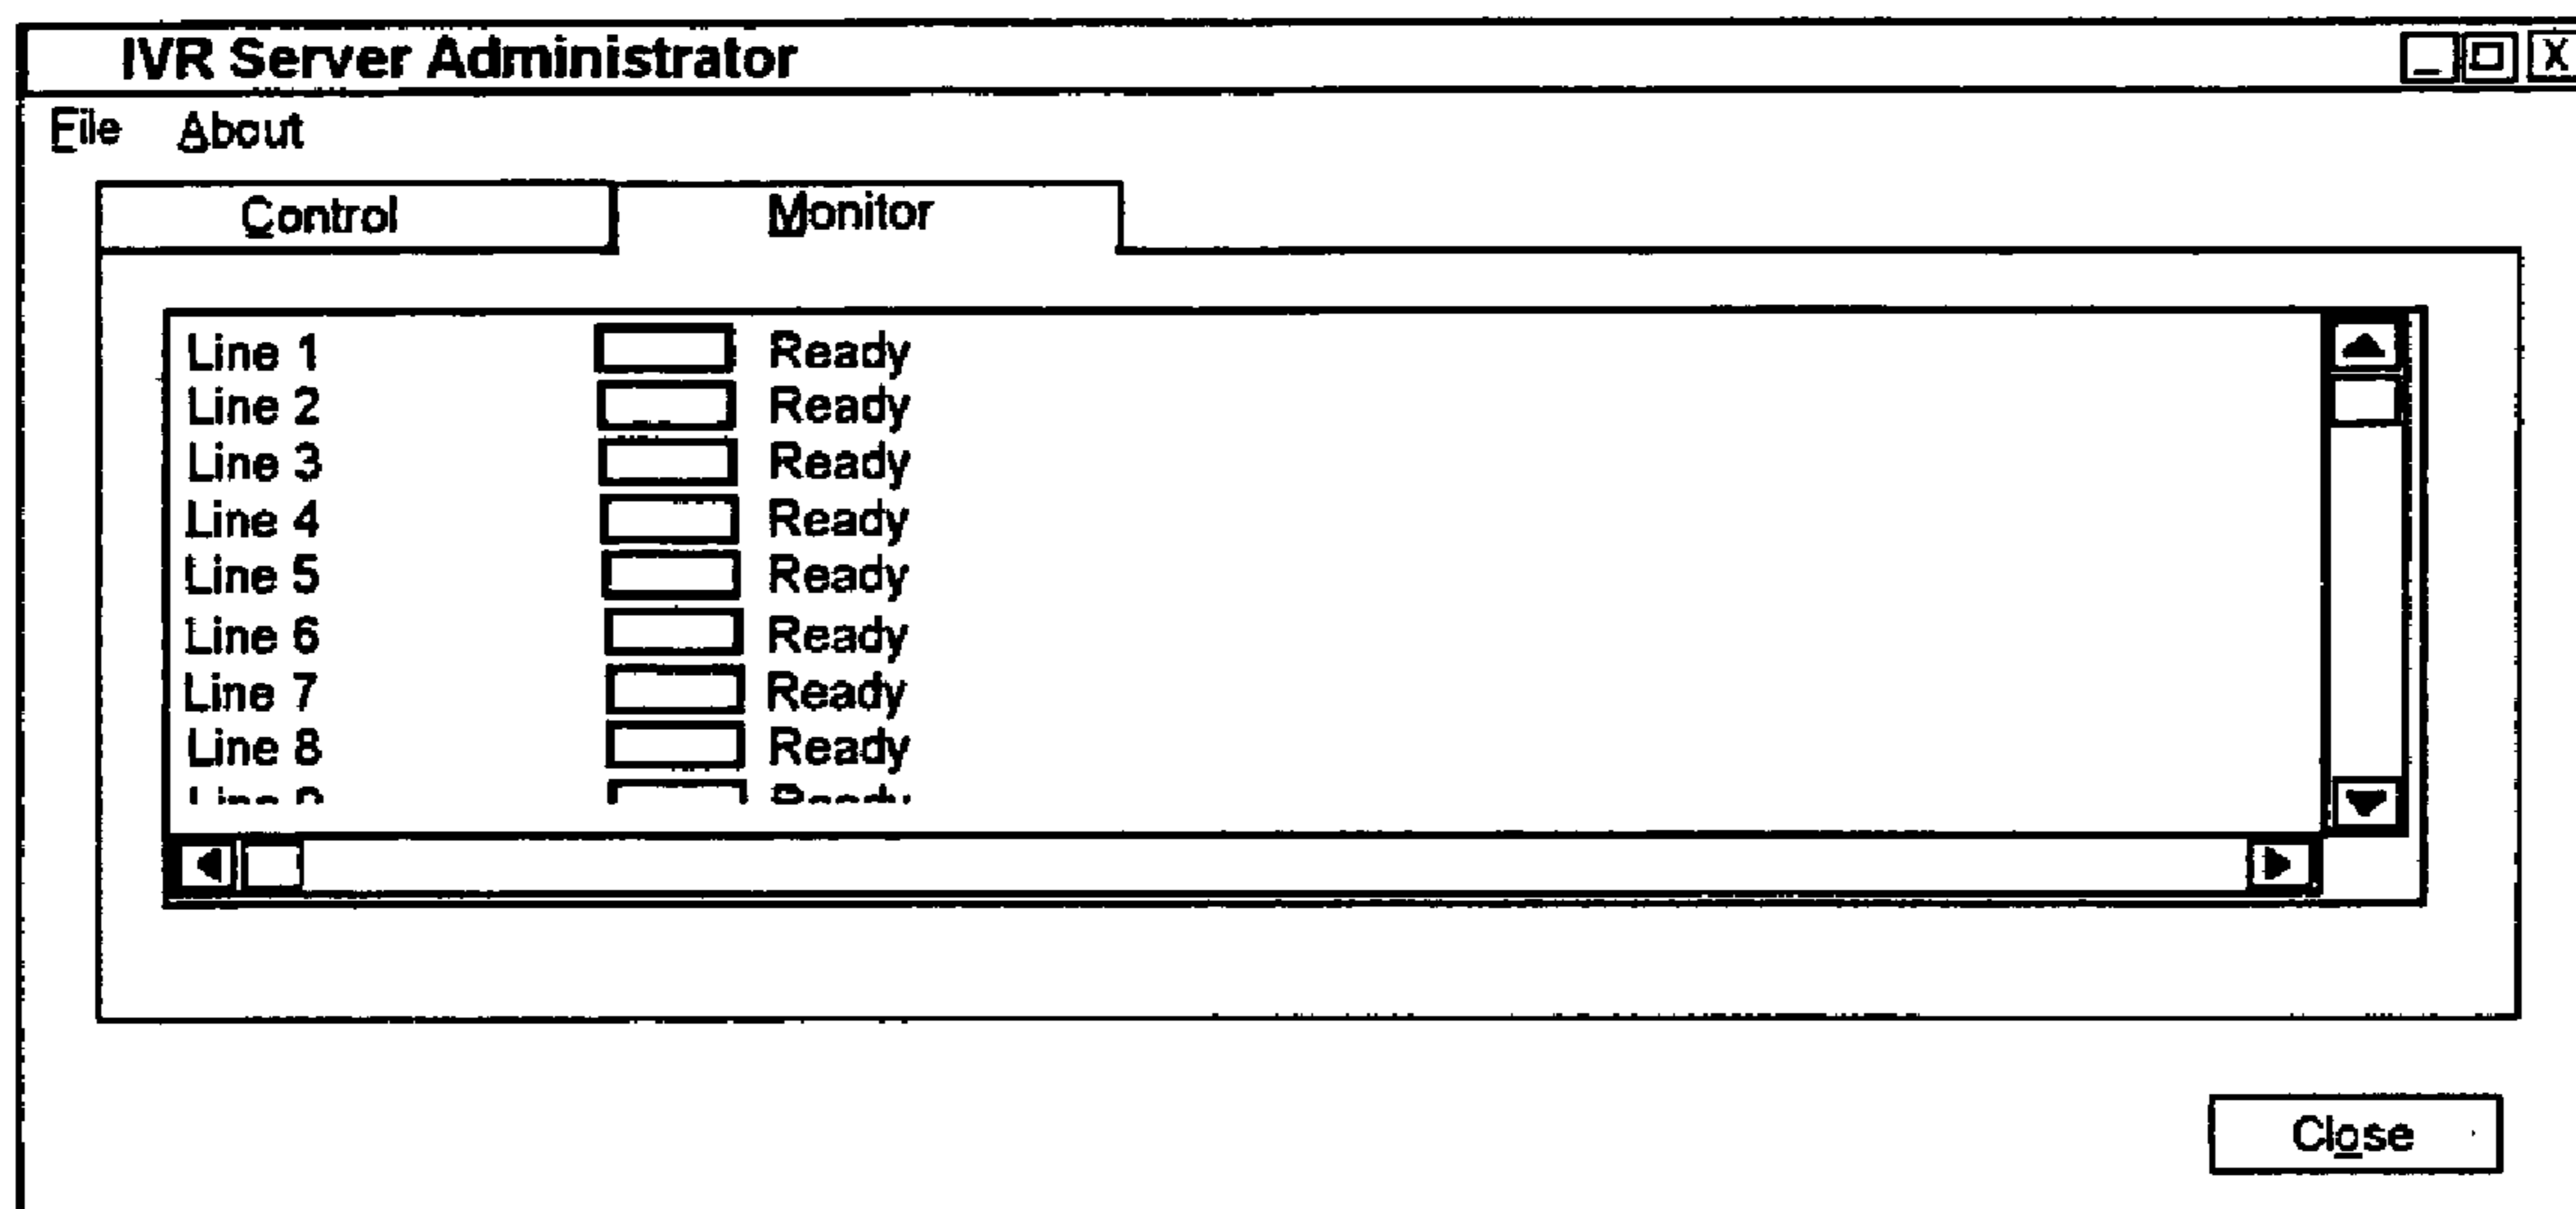 IVR Server Administrator
File About
Control Monitor
Line 1 Ready
Line 2 Ready
Line 3 Ready
Line 4 Ready
Line 5 Ready
Line 6 Ready
Line 7 Ready
Line 8 Ready
Close